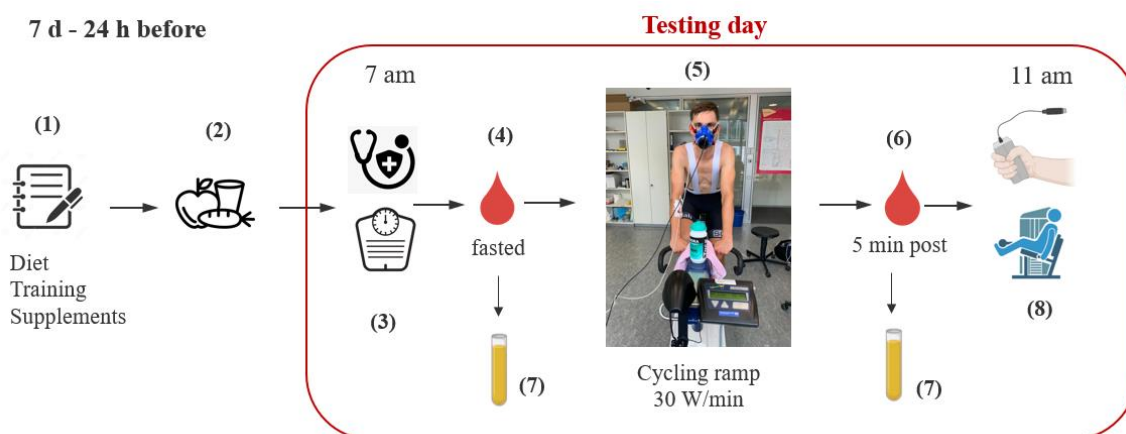 7 d - 24 h before
Testing day
7 am
(5)
11 am
(1)
(2)
(4)
(6)
fasted
5 min post
Diet
Training
Supplements
(3)
(8)
(7)
Cycling ramp
30 W/min
(7)